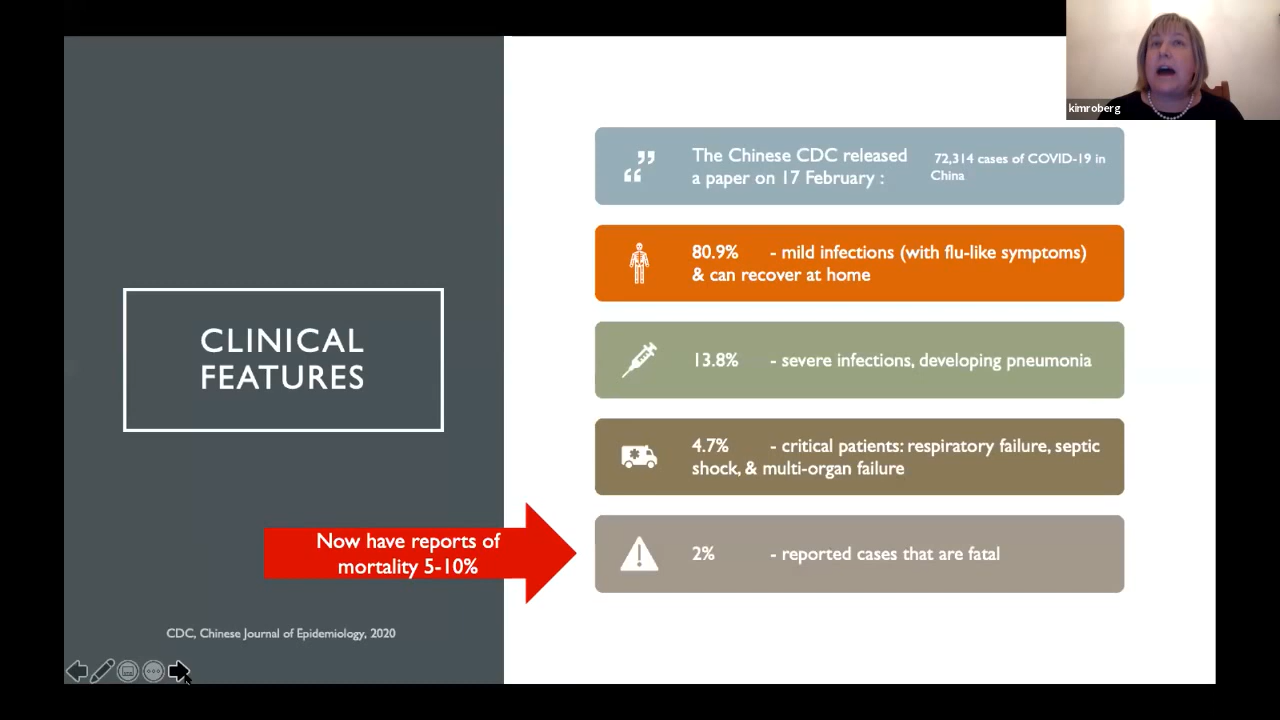 kimroberg
The Chinese CDC released
a paper on 17 February :
72,314 cases of COVID-19 in
China
80.9% - mild infections (with flu-like symptoms)
& can recover at home
CLINICAL
FEATURES
13.8% - severe infections, developing pneumonia
4.7% - critical patients: respiratory failure, septic
shock, & multi-organ failure
Now have reports of
mortality 5-10%
2% - reported cases that are fatal
CDC, Chinese Journal of Epidemiology, 2020